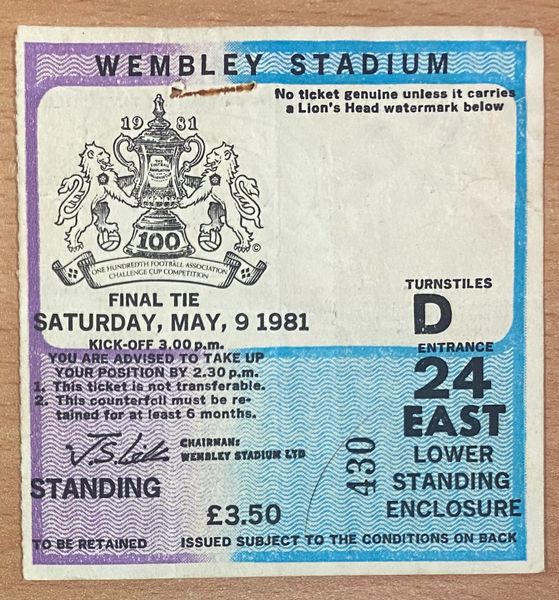 WEMBLEY STADIUM
No ticket genuine unless it carries
a Lion's Head watermark below
1981
100
ONE HUNDREDTH FOOTBALL ASSOCIATION
CHALLENGE CUP COMPETITION
©
FINAL TIE
SATURDAY, MAY, 9 1981
KICK-OFF 3.00 p.m.
YOU ARE ADVISED TO TAKE UP
YOUR POSITION BY 2.30 p.m.
1. This ticket is not transferable.
2. This counterfoil must be re-
tained for at least 6 months.
CHAIRMAN:
WEMBLEY STADIUM LTD
STANDING
£3.50
TO BE RETAINED
TURNSTILES
D
ENTRANCE
24
EAST
LOWER
STANDING
ENCLOSURE
430
ISSUED SUBJECT TO THE CONDITIONS ON BACK